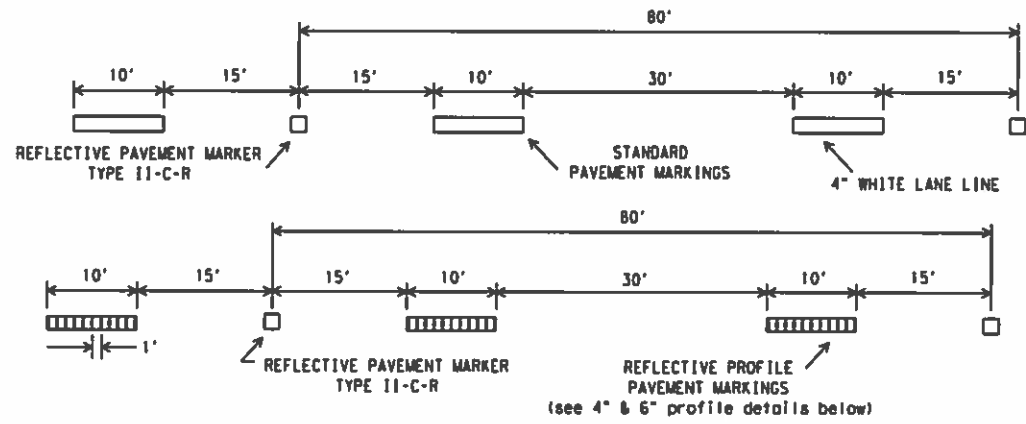 80'
10' 15' 15' 10' 30' 10' 15'
REFLECTIVE PAVEMENT MARKER
TYPE II-C-R
STANDARD
PAVEMENT MARKINGS
4" WHITE LANE LINE
80'
10' 15' 15' 10' 30' 10' 15'
1'
REFLECTIVE PAVEMENT MARKER
TYPE II-C-R
REFLECTIVE PROFILE
PAVEMENT MARKINGS
(see 4" & 6" profile details below)